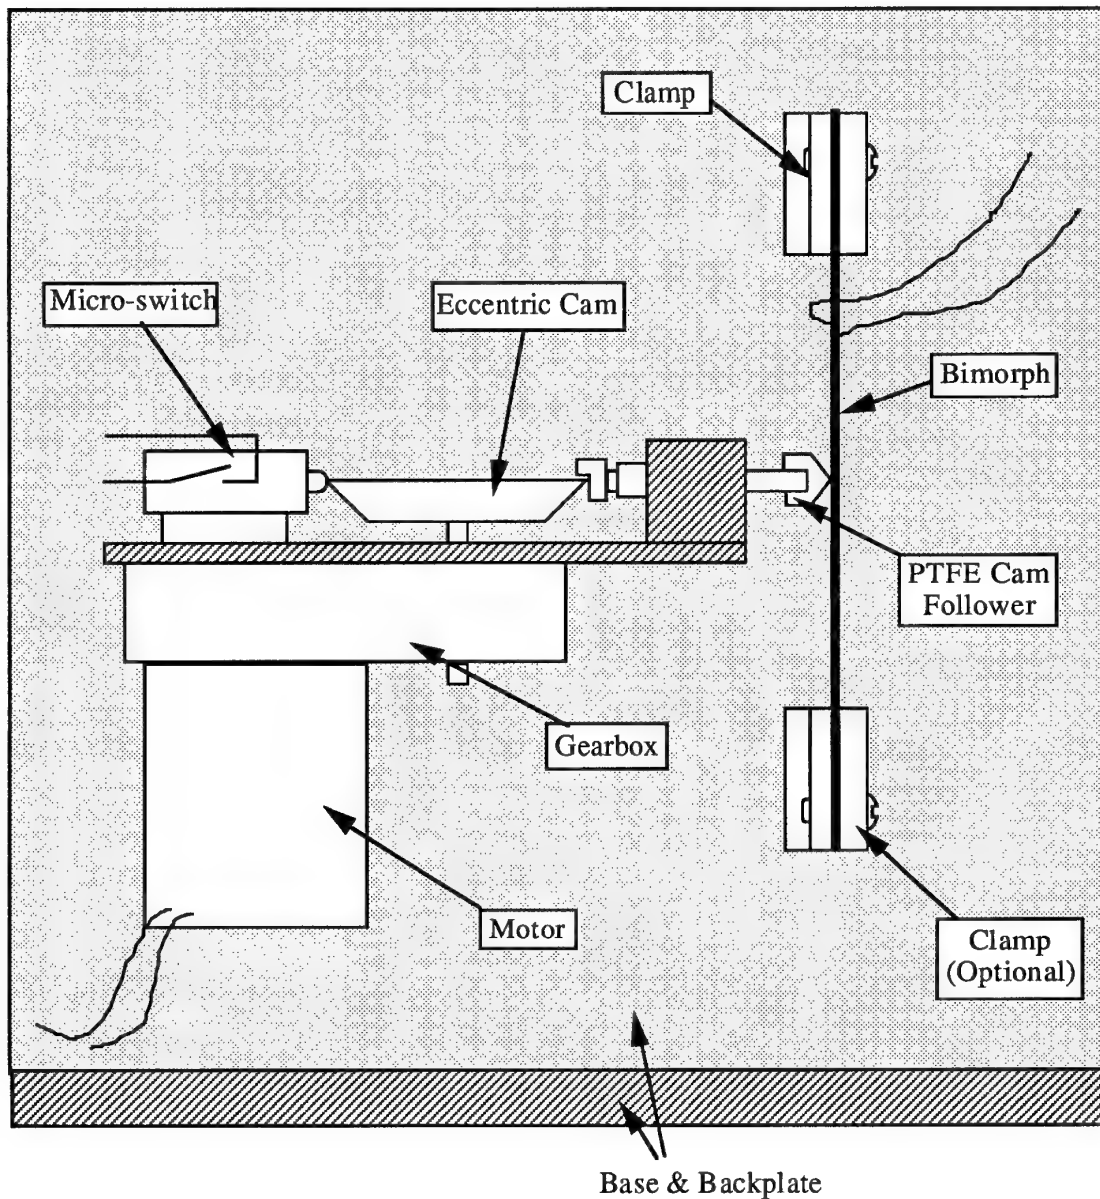 Clamp
Micro-switch
Eccentric Cam
Bimorph
PTFE Cam
Follower
Gearbox
Motor
Clamp
(Optional)
Base & Backplate